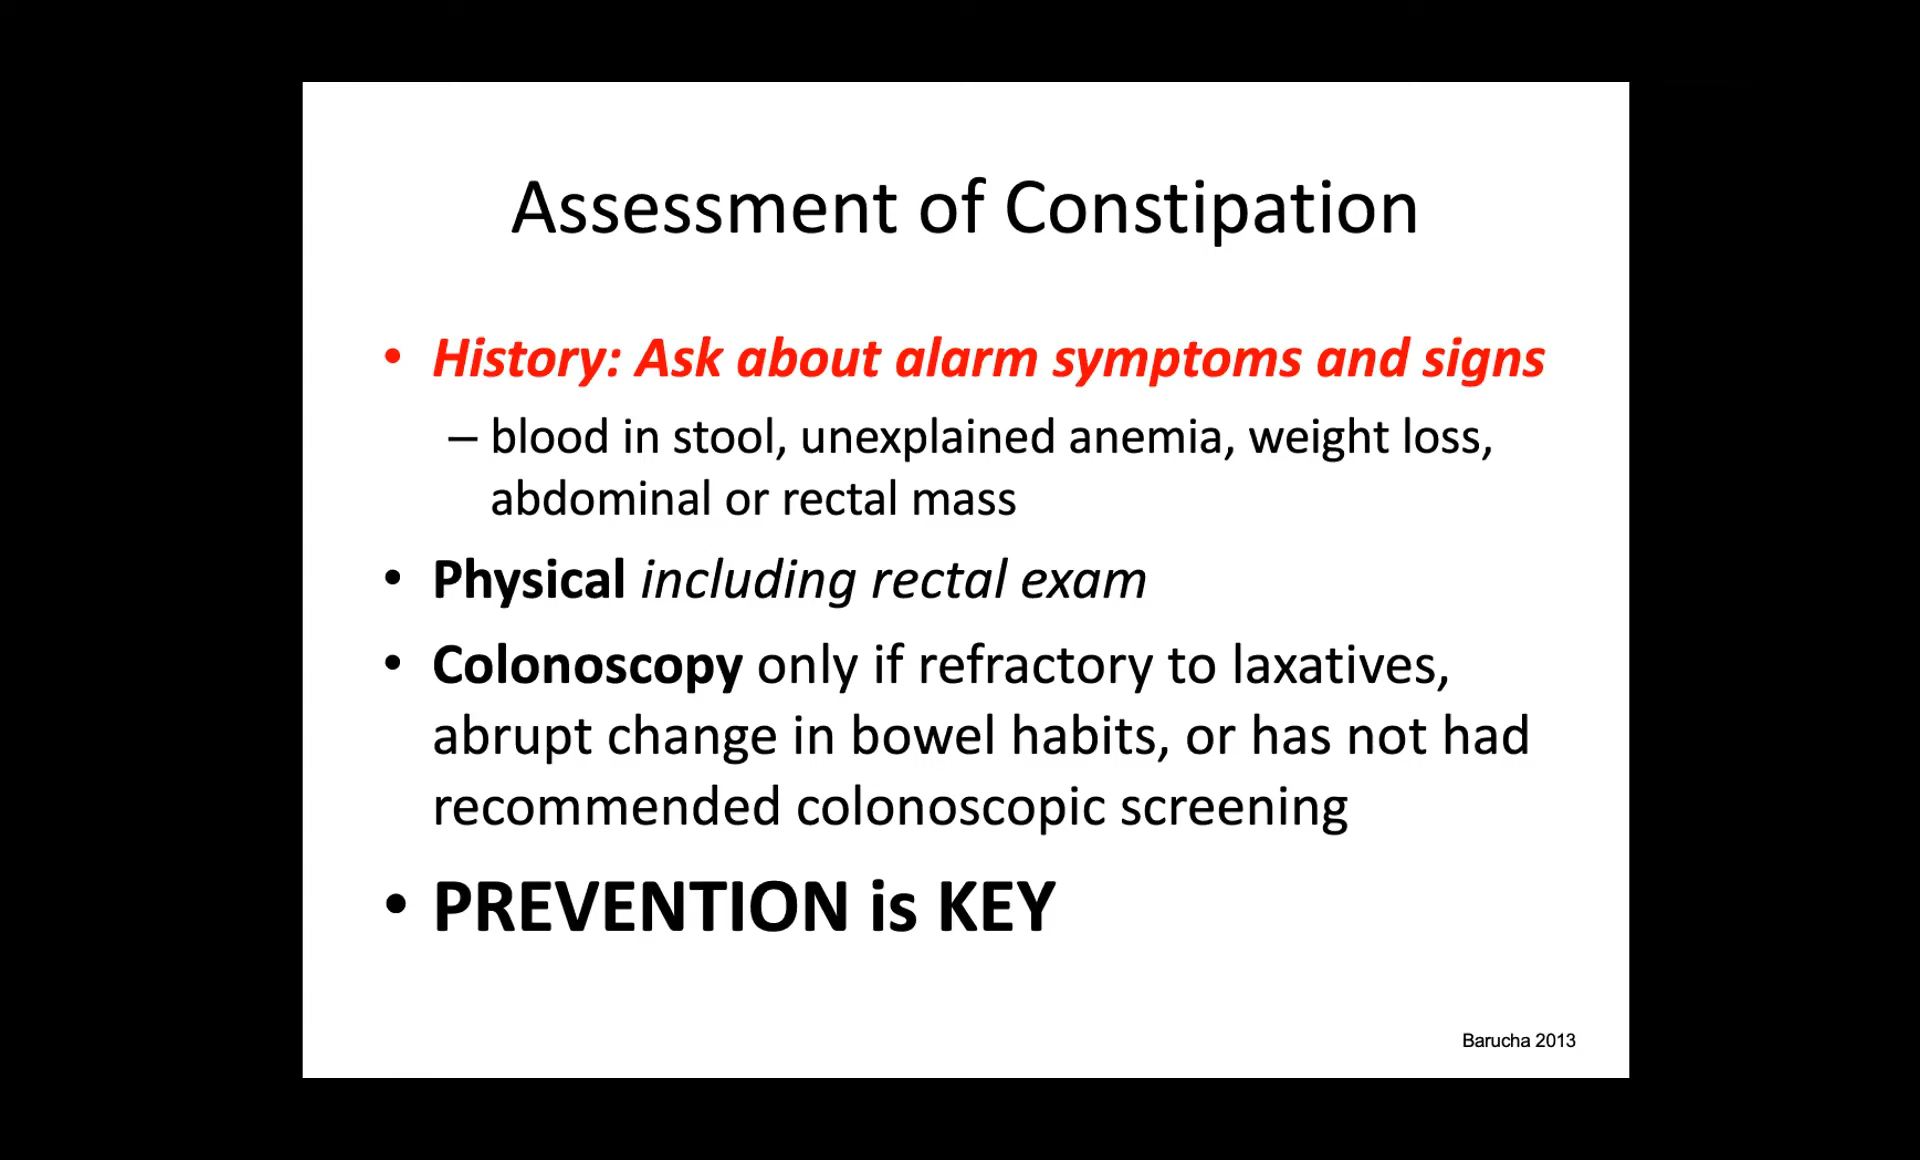 Assessment of Constipation
• History: Ask about alarm symptoms and signs
– blood in stool, unexplained anemia, weight loss,
abdominal or rectal mass
• Physical including rectal exam
• Colonoscopy only if refractory to laxatives,
abrupt change in bowel habits, or has not had
recommended colonoscopic screening
• PREVENTION is KEY
Barucha 2013